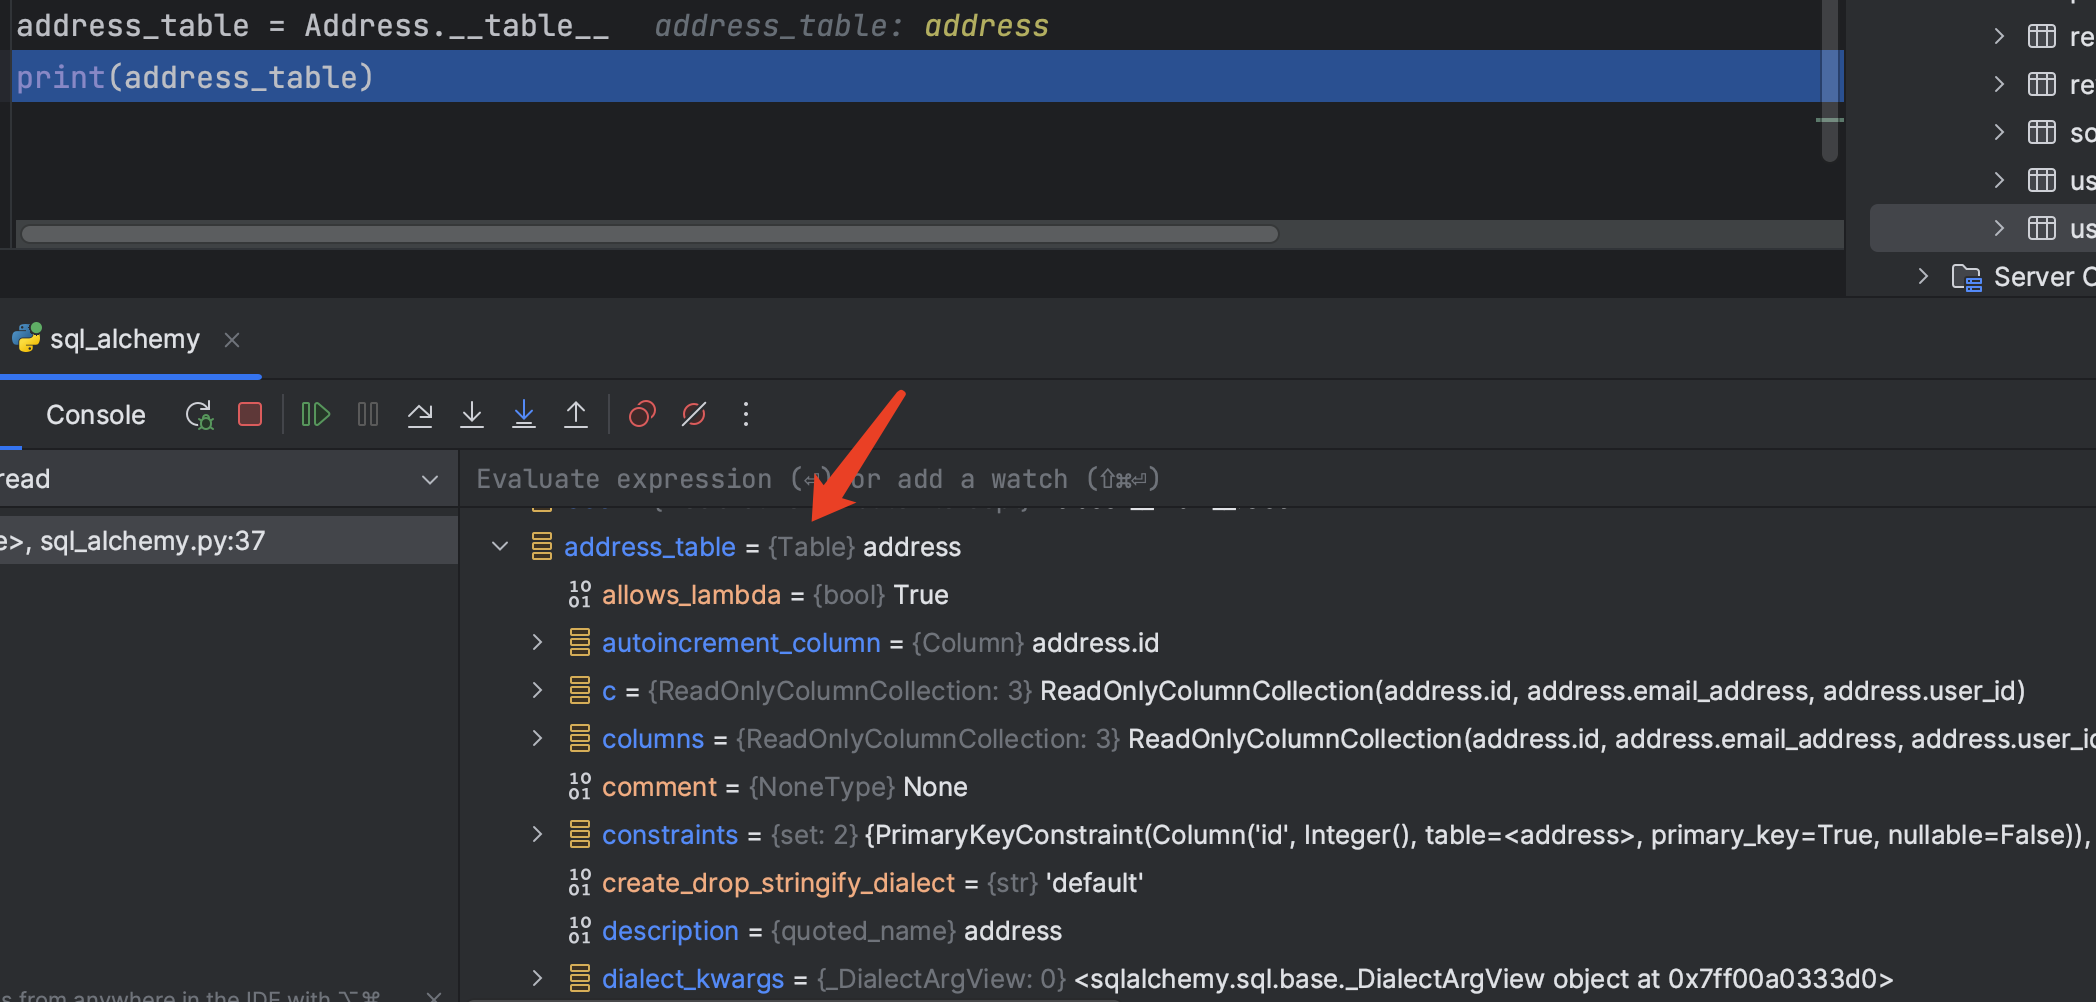 address_table = Address.__table__   address_table: address
print(address_table)
re
re
so
us
us
Server
sql_alchemy
Console
read
Evaluate expression (⏎) or add a watch (⇧⌘⏎)
e>, sql_alchemy.py:37
address_table = {Table} address
allows_lambda = {bool} True
autoincrement_column = {Column} address.id
c = {ReadOnlyColumnCollection: 3} ReadOnlyColumnCollection(address.id, address.email_address, address.user_id)
columns = {ReadOnlyColumnCollection: 3} ReadOnlyColumnCollection(address.id, address.email_address, address.user_id
comment = {NoneType} None
constraints = {set: 2} {PrimaryKeyConstraint(Column('id', Integer(), table=<address>, primary_key=True, nullable=False)),
create_drop_stringify_dialect = {str} 'default'
description = {quoted_name} address
dialect_kwargs = {_DialectArgView: 0} <sqlalchemy.sql.base._DialectArgView object at 0x7ff00a0333d0>
s from anywhere in the IDE with ⌥⌘